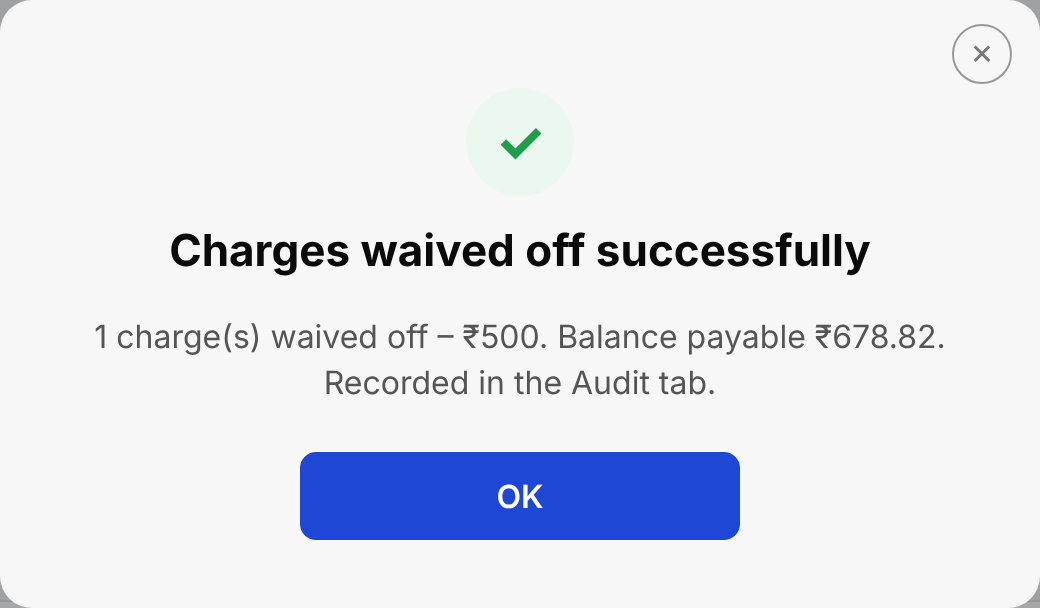 Charges waived off successfully
1 charge(s) waived off – ₹500. Balance payable ₹678.82.
Recorded in the Audit tab.
OK